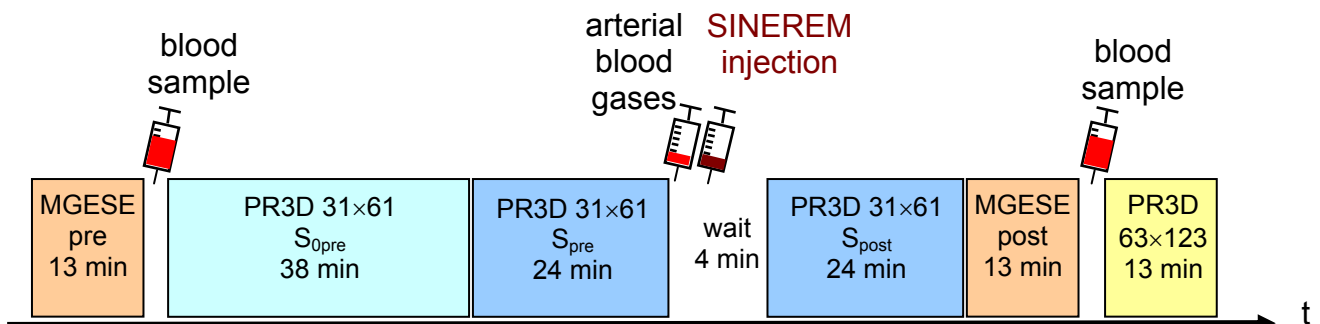 blood
sample
arterial
blood
gases
SINEREM
injection
blood
sample
MGESE
pre
13 min
PR3D 31×61
S0pre
38 min
PR3D 31×61
Spre
24 min
wait
4 min
PR3D 31×61
Spost
24 min
MGESE
post
13 min
PR3D
63×123
13 min
t